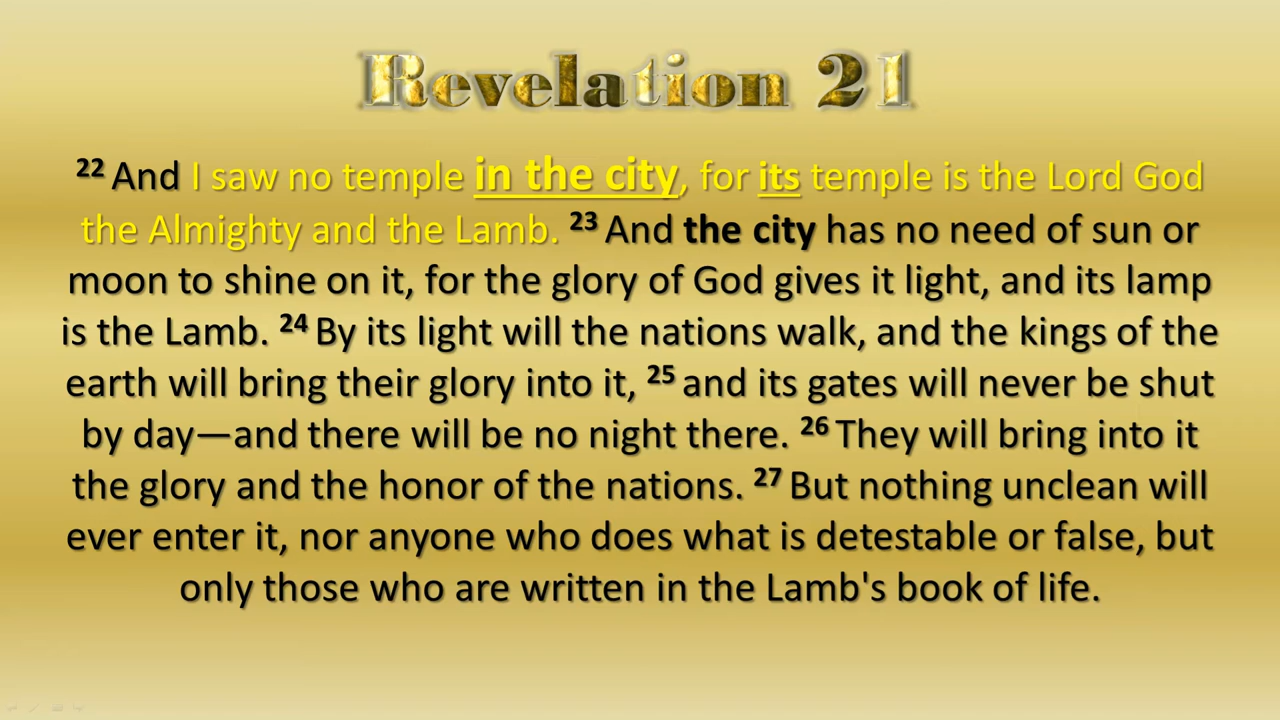 Revelation 21
22 And I saw no temple in the city, for its temple is the Lord God
the Almighty and the Lamb. 23 And the city has no need of sun or
moon to shine on it, for the glory of God gives it light, and its lamp
is the Lamb. 24 By its light will the nations walk, and the kings of the
earth will bring their glory into it, 25 and its gates will never be shut
by day—and there will be no night there. 26 They will bring into it
the glory and the honor of the nations. 27 But nothing unclean will
ever enter it, nor anyone who does what is detestable or false, but
only those who are written in the Lamb's book of life.